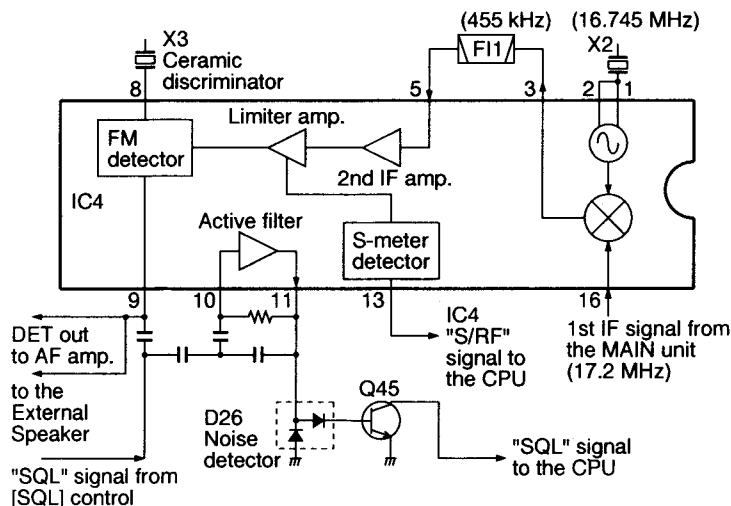 (455 kHz)
(16.745 MHz)
X3
Ceramic
discriminator
FI1
X2
8
5
3
2
1
Limiter amp.
FM
detector
2nd IF amp.
IC4
Active filter
S-meter
detector
9
10
11
13
16
DET out
to AF amp.
to the
External
Speaker
IC4
"S/RF"
signal to
the CPU
1st IF signal from
the MAIN unit
(17.2 MHz)
D26
Noise
detector
Q45
"SQL" signal from
[SQL] control
"SQL" signal
to the CPU